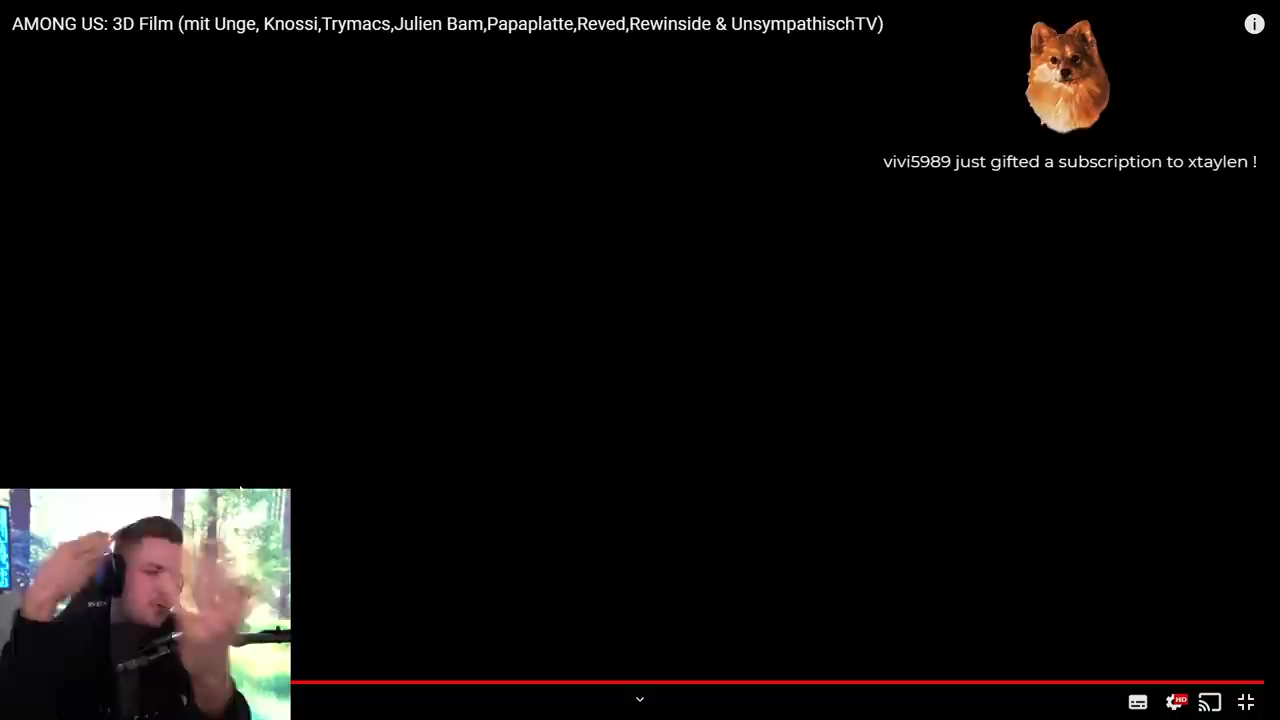 AMONG US: 3D Film (mit Unge, Knossi,Trymacs,Julien Bam,Papaplatte,Reved,Rewinside & UnsympathischTV)
vivi5989 just gifted a subscription to xtaylen !
HD